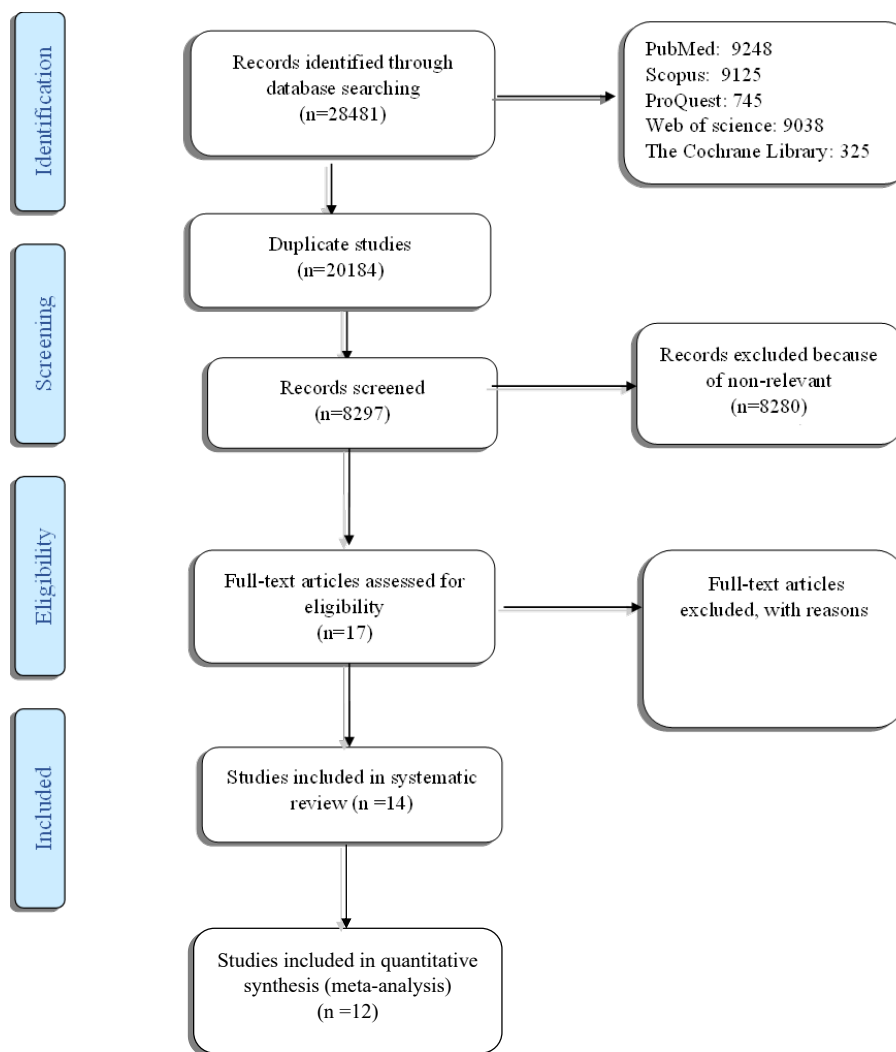 Identification
Records identified through
database searching
(n=28481)
PubMed:  9248
Scopus:  9125
ProQuest:  745
Web of science: 9038
The Cochrane Library: 325
Duplicate studies
(n=20184)
Screening
Records screened
(n=8297)
Records excluded because
of non-relevant
(n=8280)
Eligibility
Full-text articles assessed for
eligibility
(n=17)
Full-text articles
excluded, with reasons
Included
Studies included in systematic
review (n =14)
Studies included in quantitative
synthesis (meta-analysis)
(n =12)